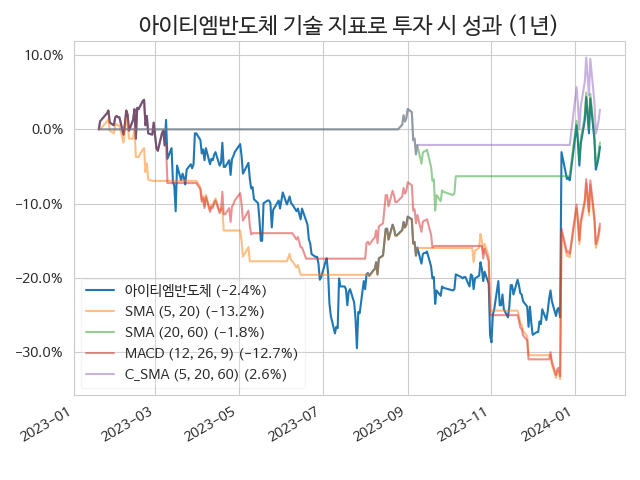 아이티엠반도체 기술 지표로 투자 시 성과 (1년)
10.0%
0.0%
−10.0%
−20.0%
−30.0%
아이티엠반도체 (−2.4%)
SMA (5, 20) (−13.2%)
SMA (20, 60) (−1.8%)
MACD (12, 26, 9) (−12.7%)
C_SMA (5, 20, 60) (2.6%)
2023−01
2023−03
2023−05
2023−07
2023−09
2023−11
2024−01